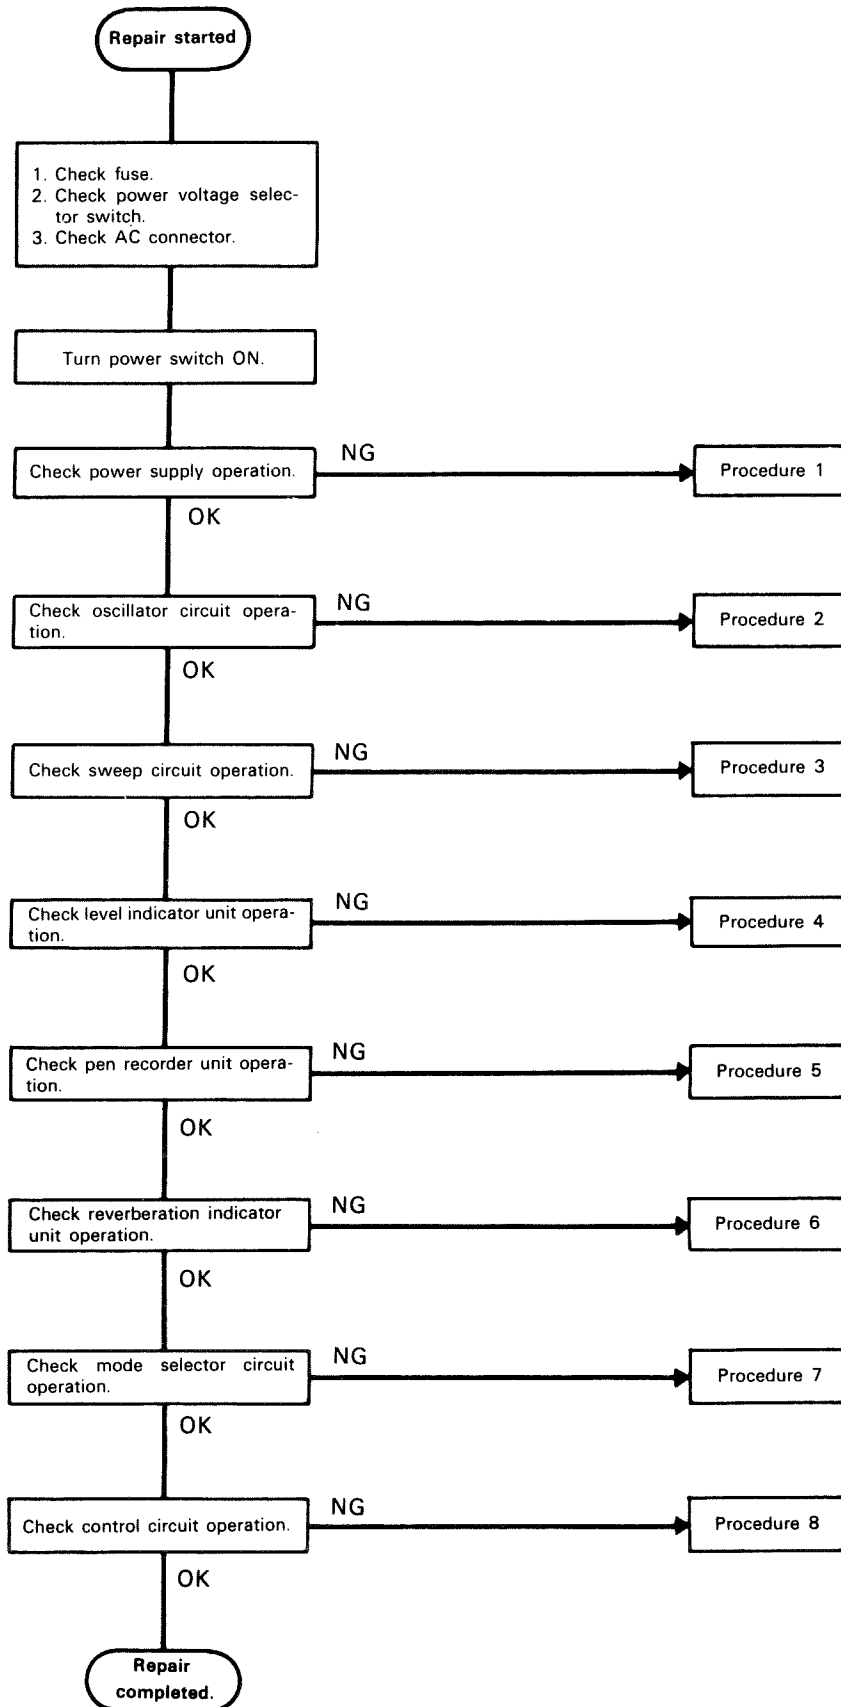 Repair started
1. Check fuse.
2. Check power voltage selec-
tor switch.
3. Check AC connector.
Turn power switch ON.
Check power supply operation.
NG
Procedure 1
OK
Check oscillator circuit opera-
tion.
NG
Procedure 2
OK
Check sweep circuit operation.
NG
Procedure 3
OK
Check level indicator unit opera-
tion.
NG
Procedure 4
OK
Check pen recorder unit opera-
tion.
NG
Procedure 5
OK
Check reverberation indicator
unit operation.
NG
Procedure 6
OK
Check mode selector circuit
operation.
NG
Procedure 7
OK
Check control circuit operation.
NG
Procedure 8
OK
Repair
completed.